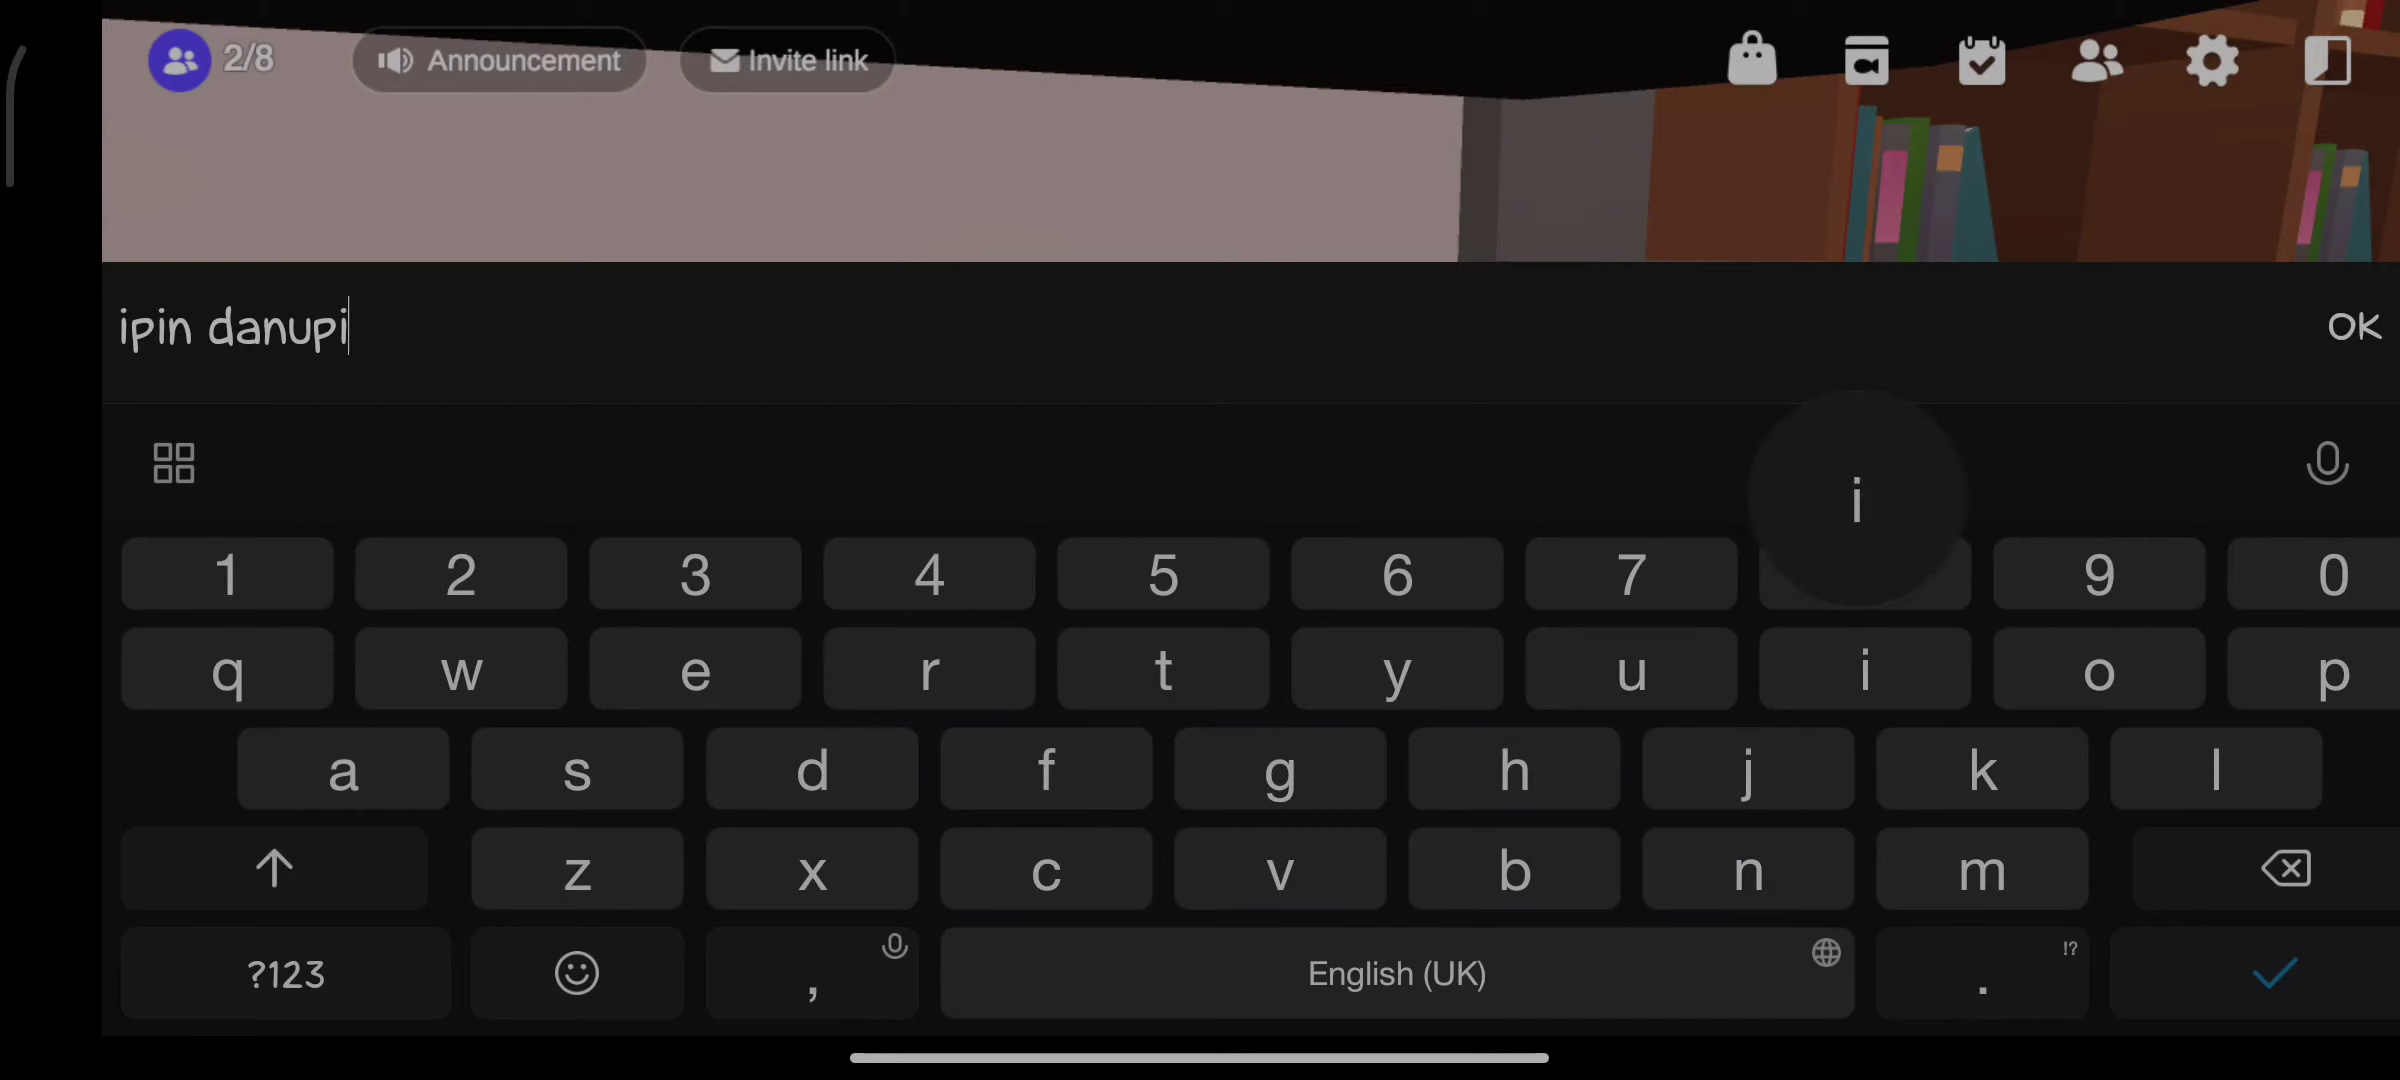 2/8 Announcement Invite link
ipin danupi OK
i
1 2 3 4 5 6 7 9 0
q w e r t y u i o p
a s d f g h j k l
z x c v b n m
?123 , English (UK) . !?